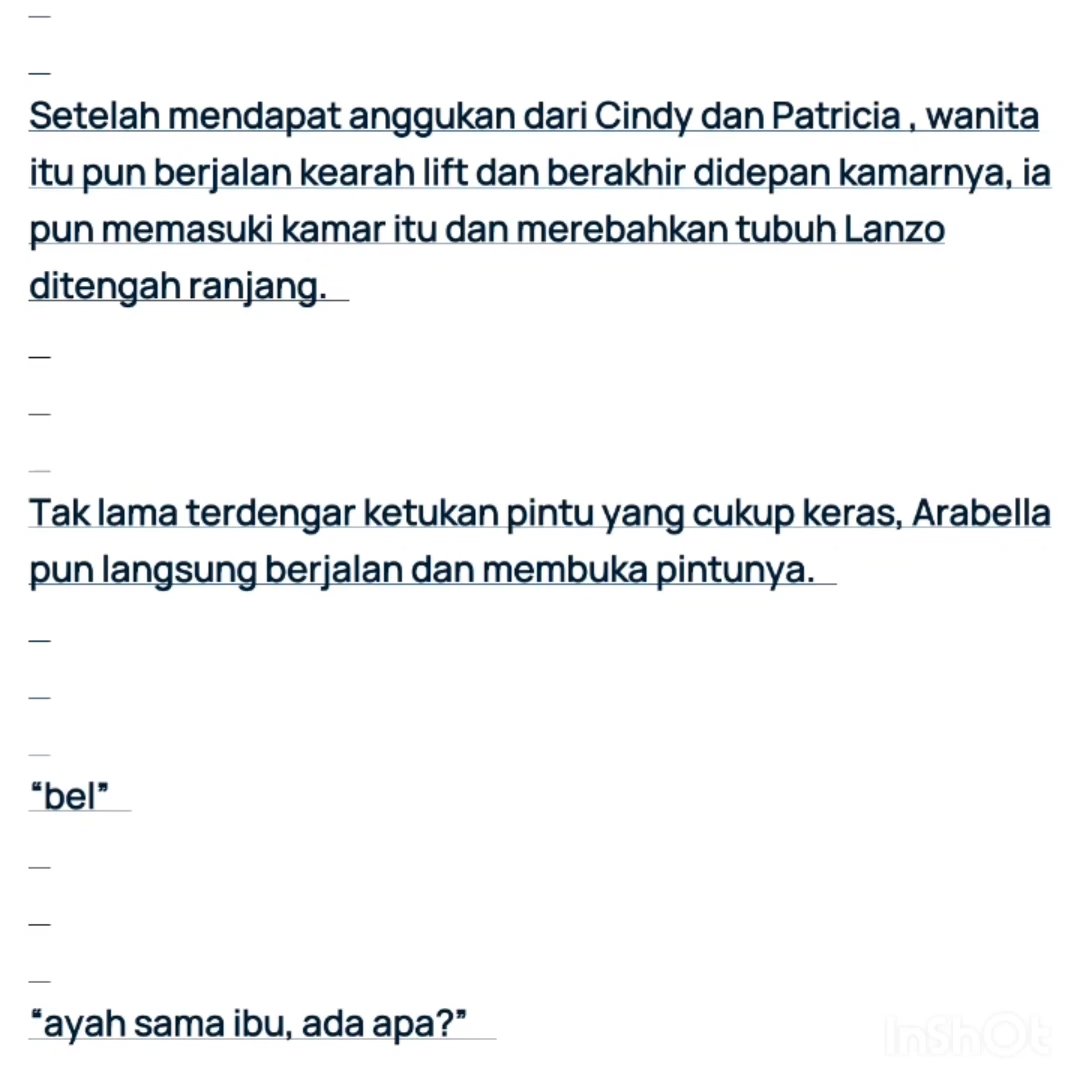 Setelah mendapat anggukan dari Cindy dan Patricia , wanita
itu pun berjalan kearah lift dan berakhir didepan kamarnya, ia
pun memasuki kamar itu dan merebahkan tubuh Lanzo
ditengah ranjang.
Tak lama terdengar ketukan pintu yang cukup keras, Arabella
pun langsung berjalan dan membuka pintunya.
“bel”
“ayah sama ibu, ada apa?”
InShOt